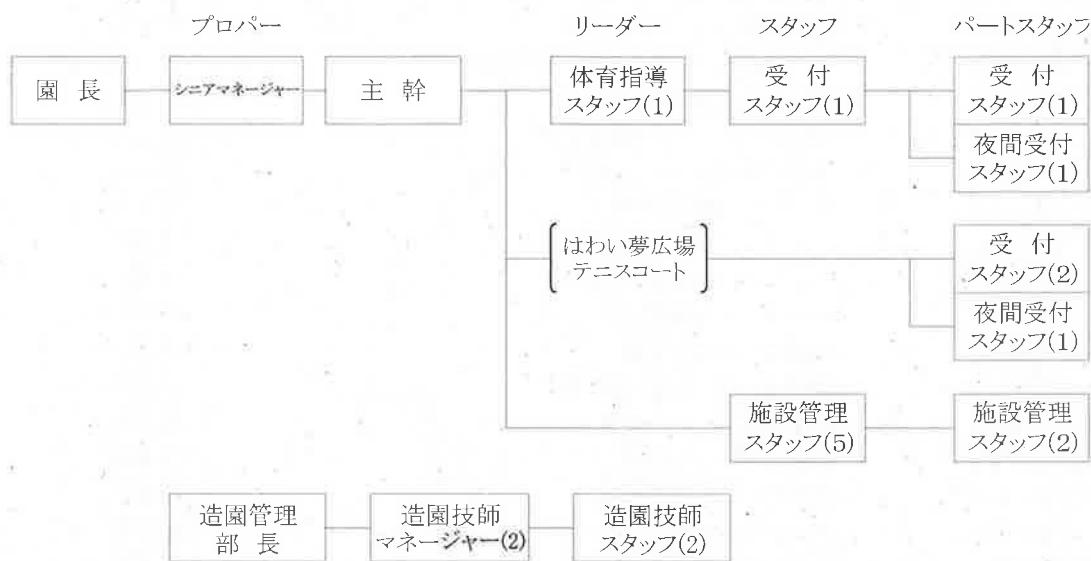 プロパー リーダー スタッフ パートスタッフ
園 長
シニアマネージャー
主 幹
体育指導
スタッフ(1)
受 付
スタッフ(1)
受 付
スタッフ(1)
夜間受付
スタッフ(1)
はわい夢広場
テニスコート
受 付
スタッフ(2)
夜間受付
スタッフ(1)
施設管理
スタッフ(5)
施設管理
スタッフ(2)
造園管理
部 長
造園技師
マネージャー(2)
造園技師
スタッフ(2)